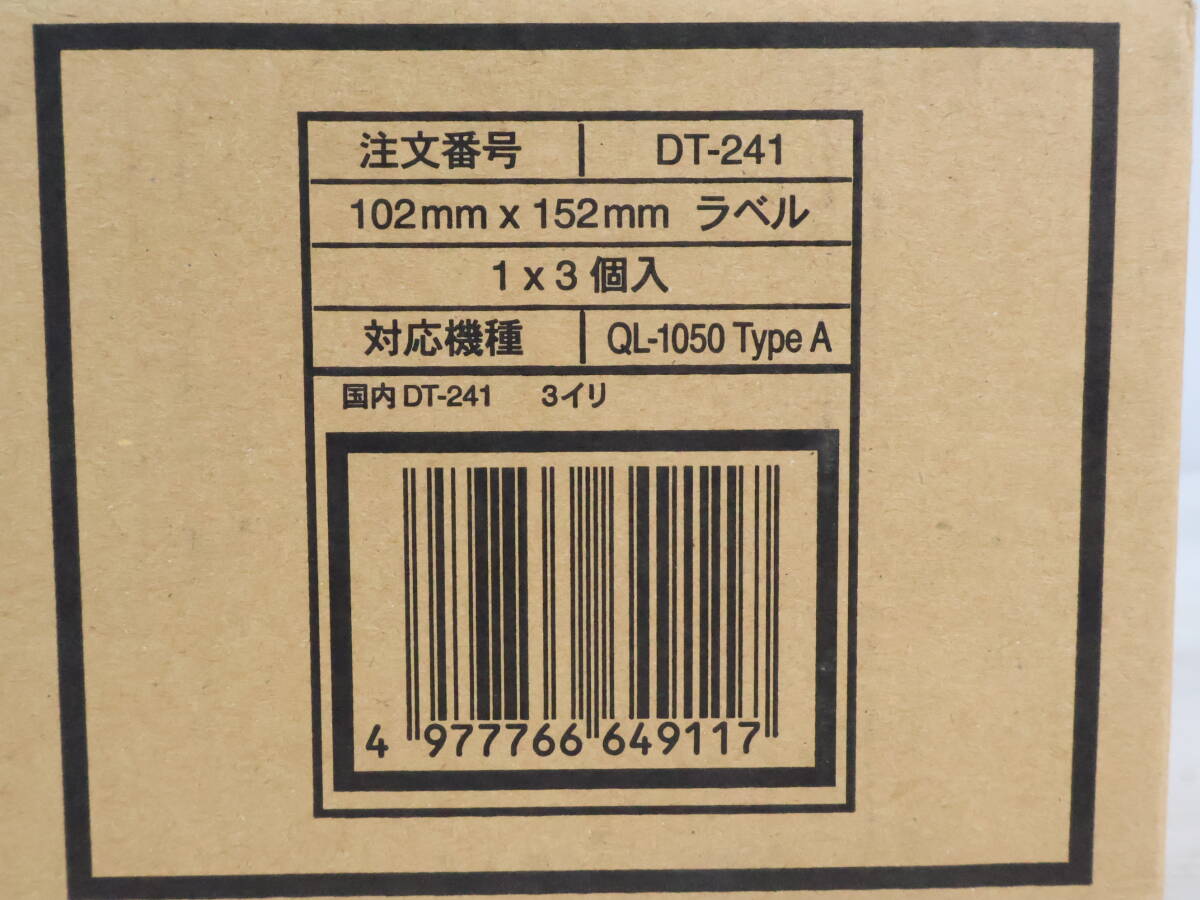 注文番号 DT-241
102mm x 152mm ラベル
1 x 3 個入
対応機種 QL-1050 Type A
国内 DT-241 3イリ
4 977766 649117